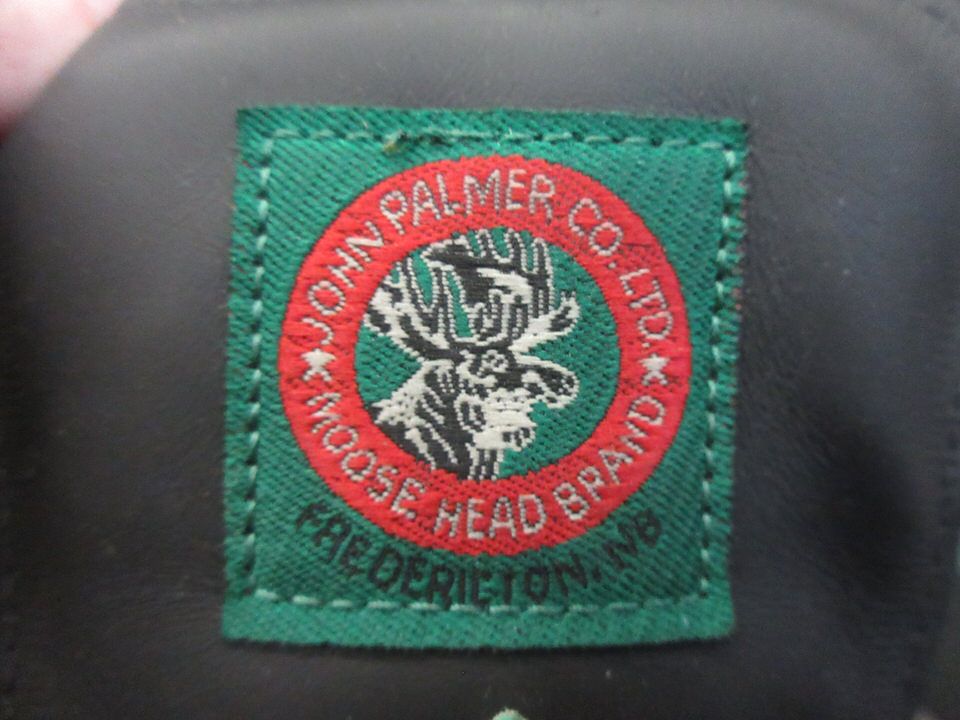 JOHN PALMER CO. LTD.
MOOSE HEAD BRAND
FREDERICTON, NB